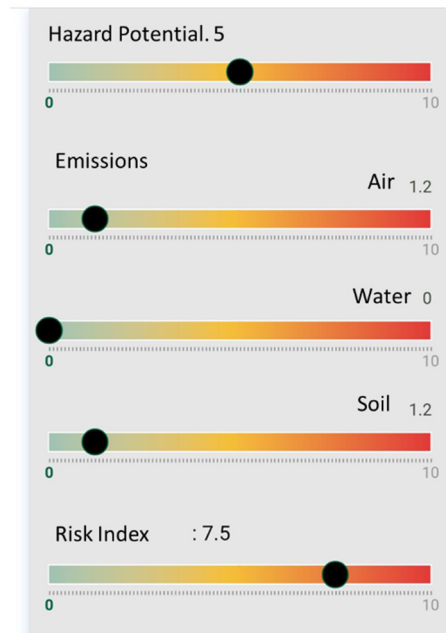 Hazard Potential. 5
0 10
Emissions
Air 1.2
0 10
Water 0
0 10
Soil 1.2
0 10
Risk Index : 7.5
0 10